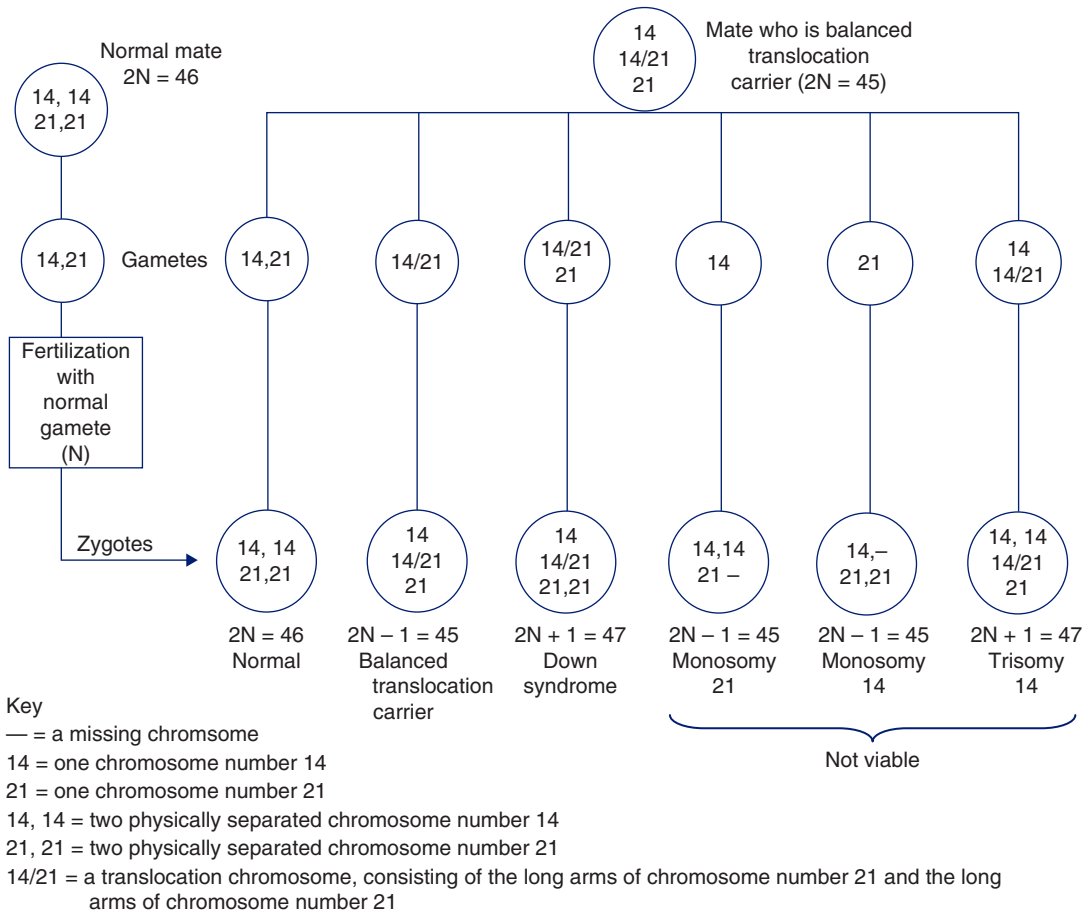 Normal mate
2N = 46
14, 14
21,21
14
14/21
21
Mate who is balanced
translocation
carrier (2N = 45)
14,21
Gametes
14,21
14/21
14/21
21
14
21
14
14/21
Fertilization
with
normal
gamete
(N)
Zygotes
14, 14
21,21
14
14/21
21
14
14/21
21,21
14,14
21 –
14,–
21,21
14, 14
14/21
21
2N = 46
Normal
2N – 1 = 45
Balanced
translocation
carrier
2N + 1 = 47
Down
syndrome
2N – 1 = 45
Monosomy
21
2N – 1 = 45
Monosomy
14
2N + 1 = 47
Trisomy
14
Not viable
Key
— = a missing chromsome
14 = one chromosome number 14
21 = one chromosome number 21
14, 14 = two physically separated chromosome number 14
21, 21 = two physically separated chromosome number 21
14/21 = a translocation chromosome, consisting of the long arms of chromosome number 21 and the long
arms of chromosome number 21